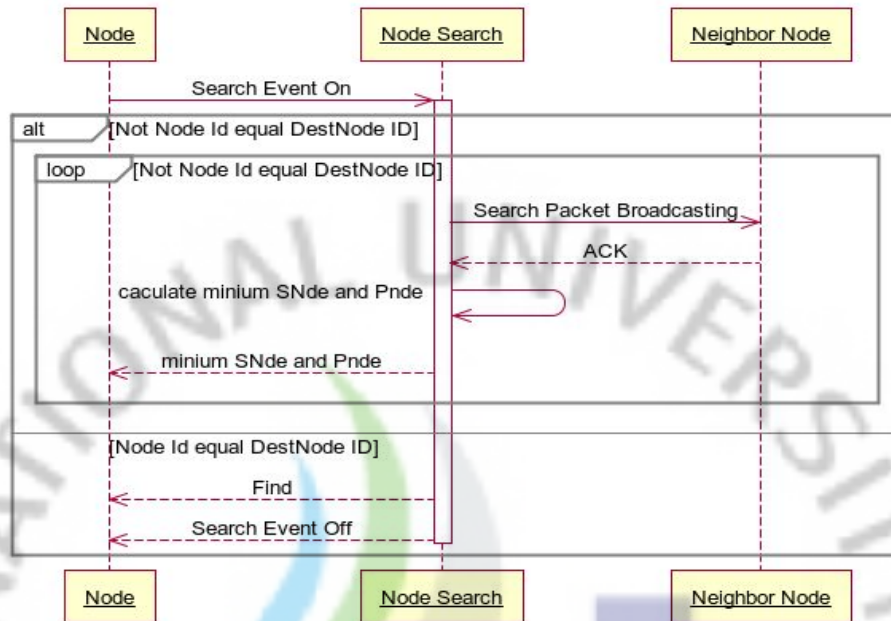 Node Node Search Neighbor Node
Search Event On
alt [Not Node Id equal DestNode ID]
loop [Not Node Id equal DestNode ID]
Search Packet Broadcasting
ACK
caculate minium SNde and Pnde
minium SNde and Pnde
[Node Id equal DestNode ID]
Find
Search Event Off
Node Node Search Neighbor Node
ATIONAL UNIVERSI